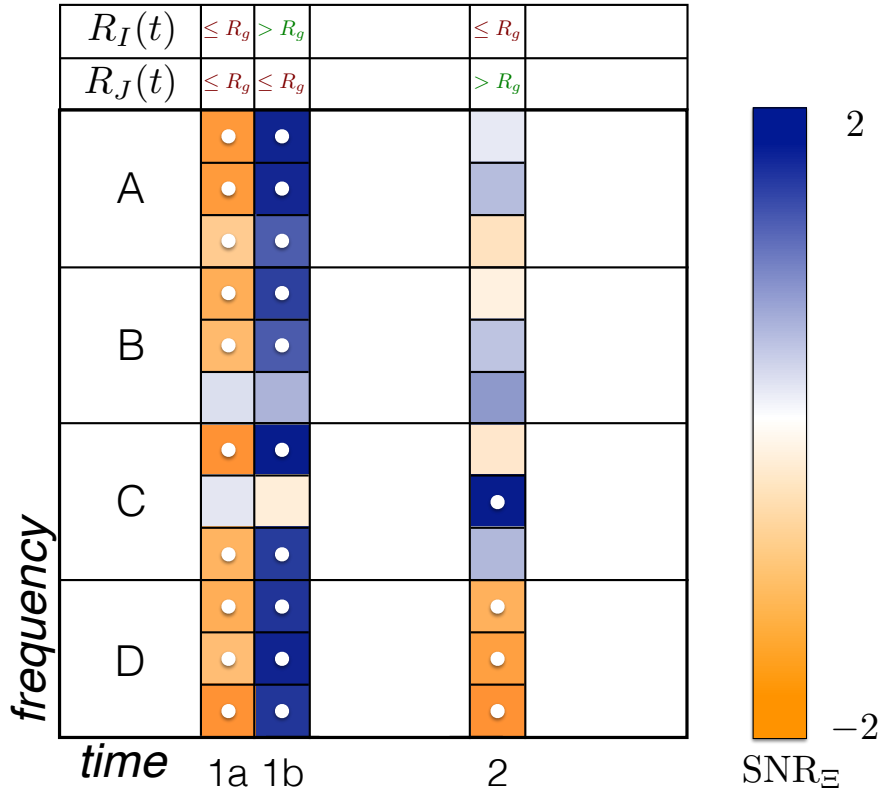 R_I(t) ≤ R_g > R_g ≤ R_g
R_J(t) ≤ R_g ≤ R_g > R_g
A
B
C
D
frequency
time 1a 1b 2
2
−2
SNR_Ξ